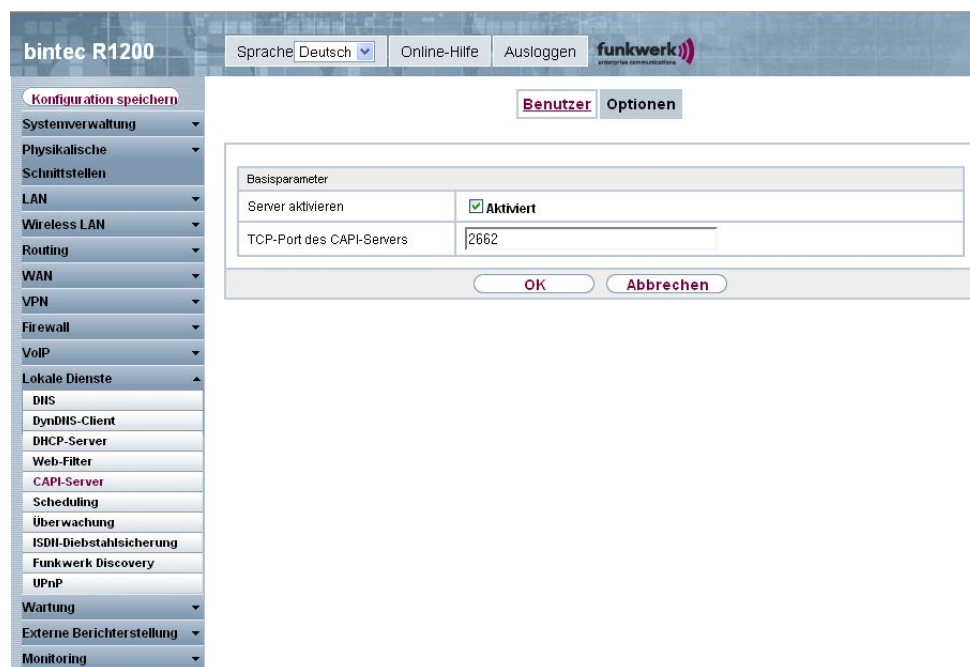 bintec R1200
Sprache Deutsch
Online-Hilfe
Ausloggen
funkwerk
enterprise communications
Konfiguration speichern
Systemverwaltung
Physikalische
Schnittstellen
LAN
Wireless LAN
Routing
WAN
VPN
Firewall
VoIP
Lokale Dienste
DNS
DynDNS-Client
DHCP-Server
Web-Filter
CAPI-Server
Scheduling
Überwachung
ISDN-Diebstahlsicherung
Funkwerk Discovery
UPnP
Wartung
Externe Berichterstellung
Monitoring
Benutzer Optionen
Basisparameter
Server aktivieren Aktiviert
TCP-Port des CAPI-Servers 2662
OK Abbrechen